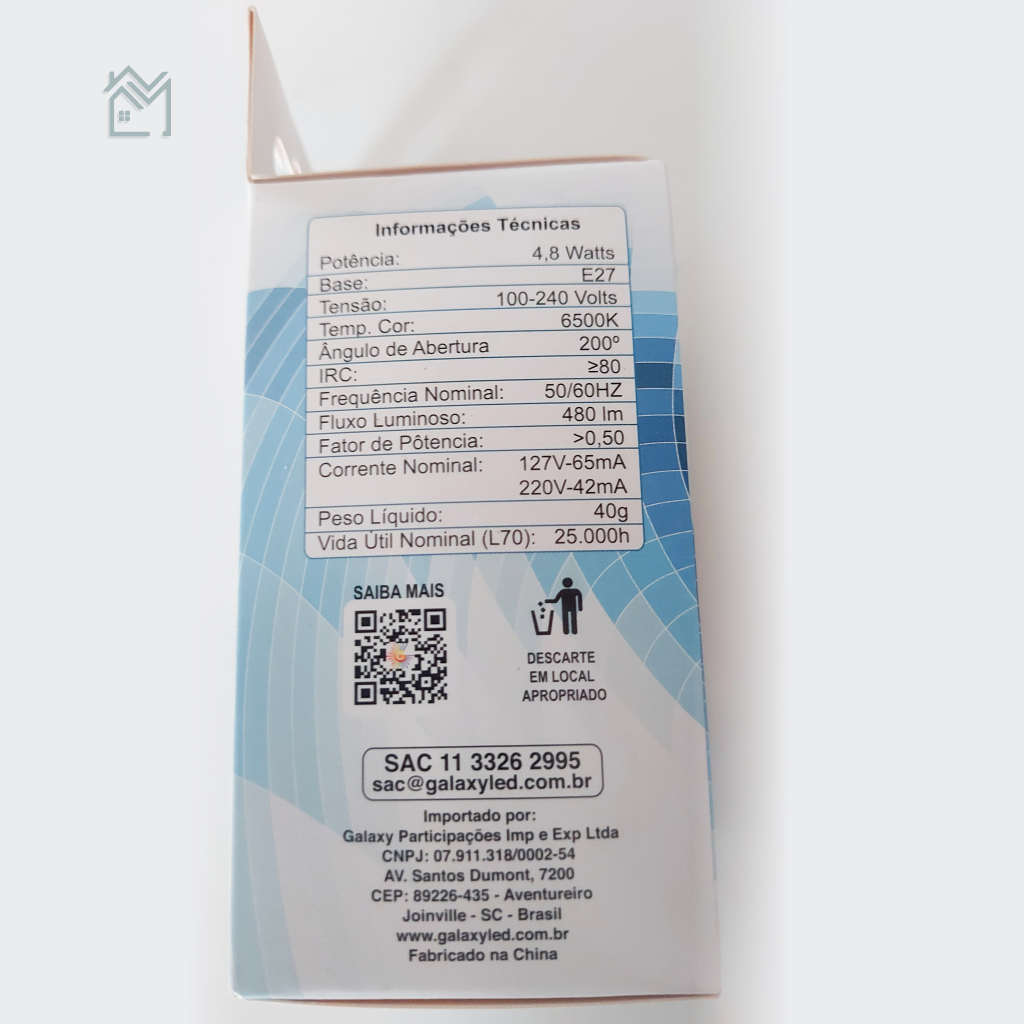 Informações Técnicas
Potência: 4,8 Watts
Base: E27
Tensão: 100-240 Volts
Temp. Cor: 6500K
Ângulo de Abertura 200º
IRC: ≥80
Frequência Nominal: 50/60HZ
Fluxo Luminoso: 480 lm
Fator de Pôtencia: >0,50
Corrente Nominal: 127V-65mA
220V-42mA
Peso Líquido: 40g
Vida Útil Nominal (L70): 25.000h
SAIBA MAIS
DESCARTE
EM LOCAL
APROPRIADO
SAC 11 3326 2995
sac@galaxyled.com.br
Importado por:
Galaxy Participações Imp e Exp Ltda
CNPJ: 07.911.318/0002-54
AV. Santos Dumont, 7200
CEP: 89226-435 - Aventureiro
Joinville - SC - Brasil
www.galaxyled.com.br
Fabricado na China